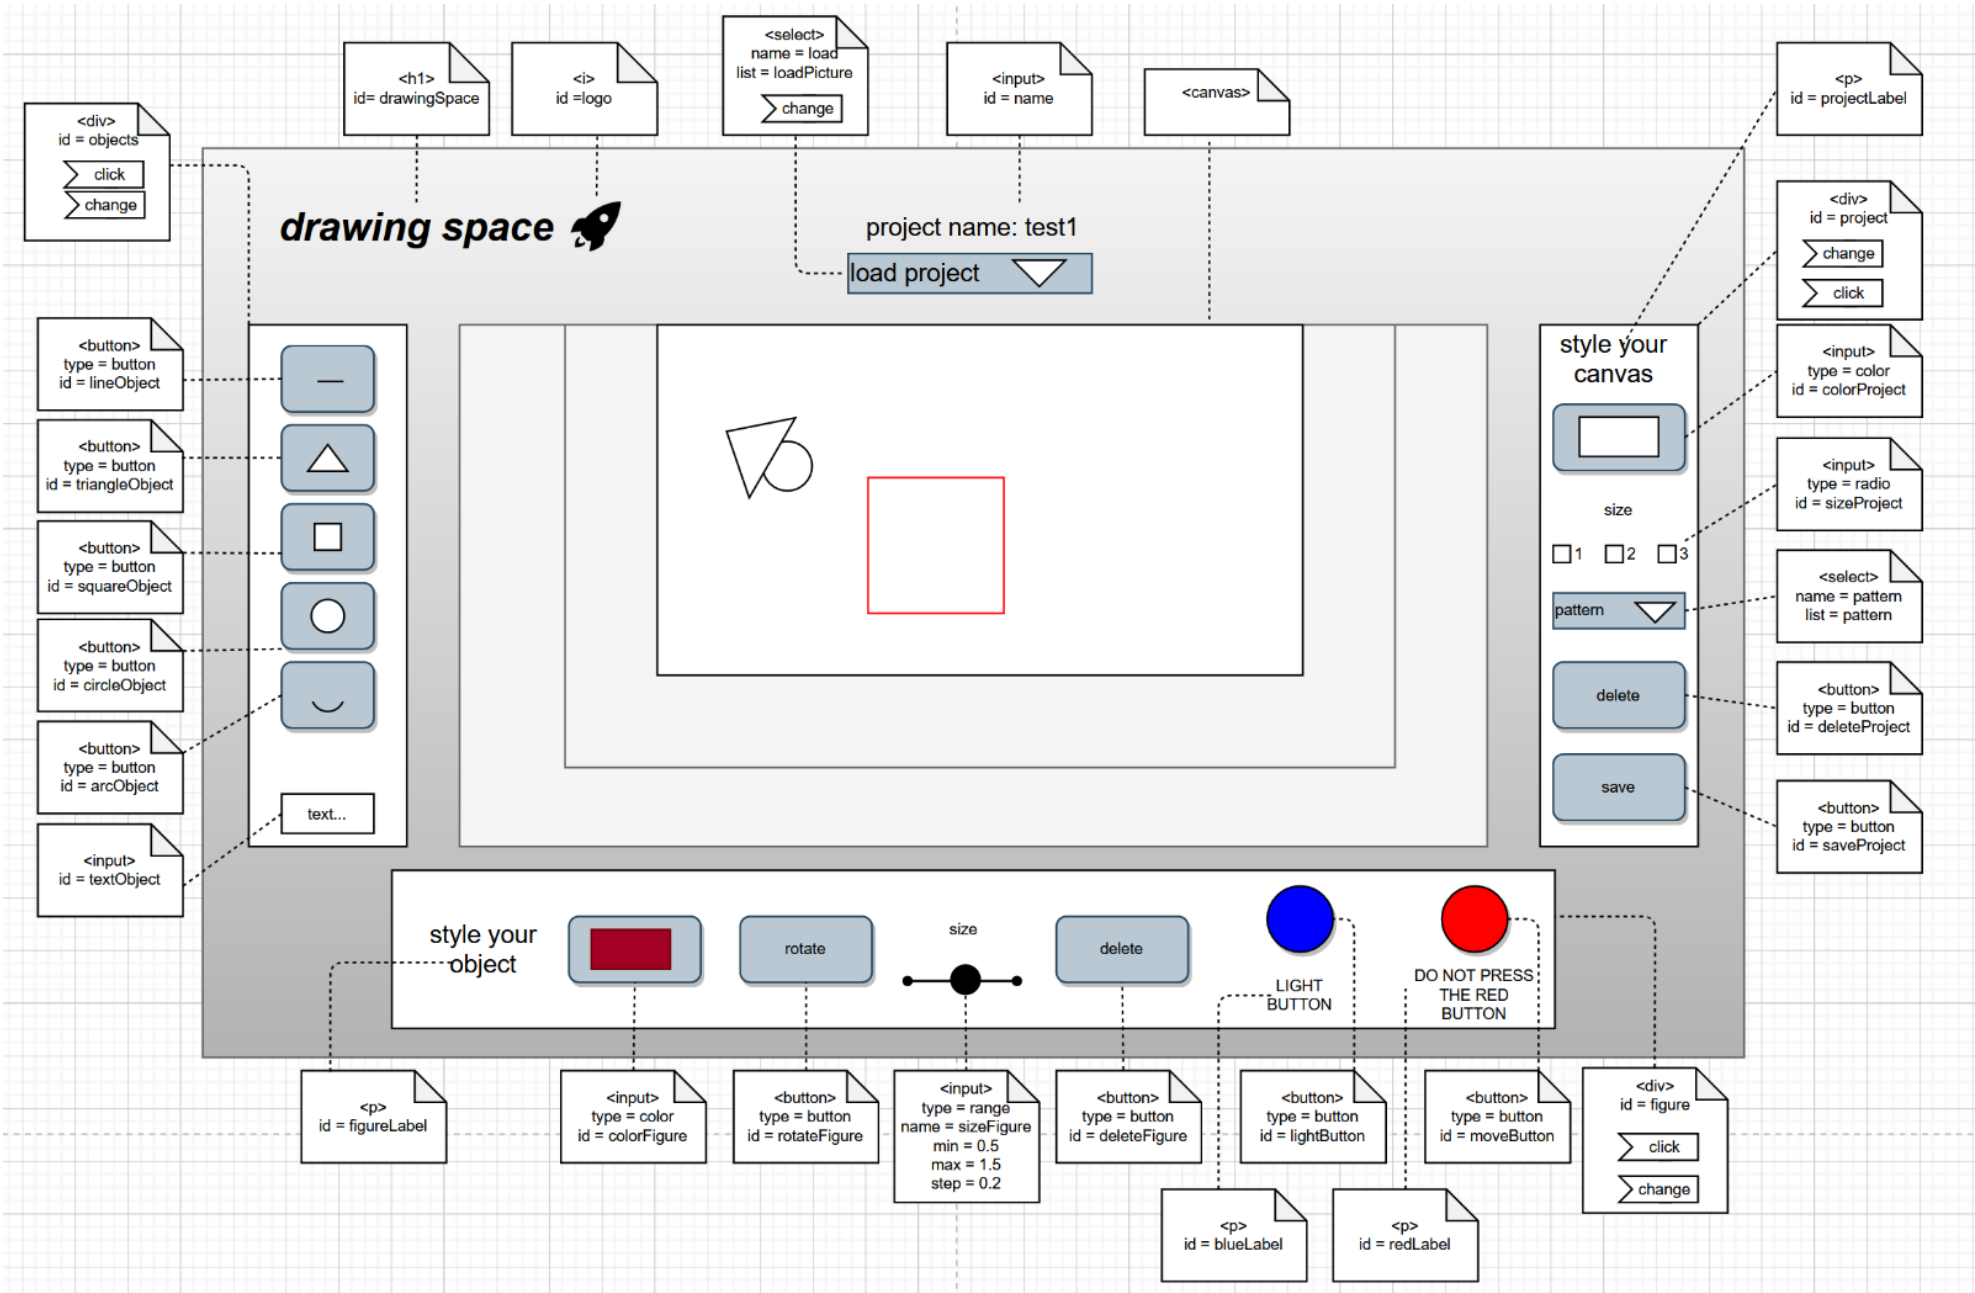 <h1>
id= drawingSpace
<i>
id =logo
<select>
name = load
list = loadPicture
change
<input>
id = name
<canvas>
<p>
id = projectLabel
<div>
id = objects
click
change
drawing space
project name: test1
load project
<div>
id = project
change
click
<button>
type = button
id = lineObject
<button>
type = button
id = triangleObject
<button>
type = button
id = squareObject
<button>
type = button
id = circleObject
<button>
type = button
id = arcObject
<input>
id = textObject
text...
style your
canvas
size
1 2 3
pattern
delete
save
<input>
type = color
id = colorProject
<input>
type = radio
id = sizeProject
<select>
name = pattern
list = pattern
<button>
type = button
id = deleteProject
<button>
type = button
id = saveProject
style your
object
rotate
size
delete
LIGHT
BUTTON
DO NOT PRESS
THE RED
BUTTON
<p>
id = figureLabel
<input>
type = color
id = colorFigure
<button>
type = button
id = rotateFigure
<input>
type = range
name = sizeFigure
min = 0.5
max = 1.5
step = 0.2
<button>
type = button
id = deleteFigure
<button>
type = button
id = lightButton
<button>
type = button
id = moveButton
<div>
id = figure
click
change
<p>
id = blueLabel
<p>
id = redLabel